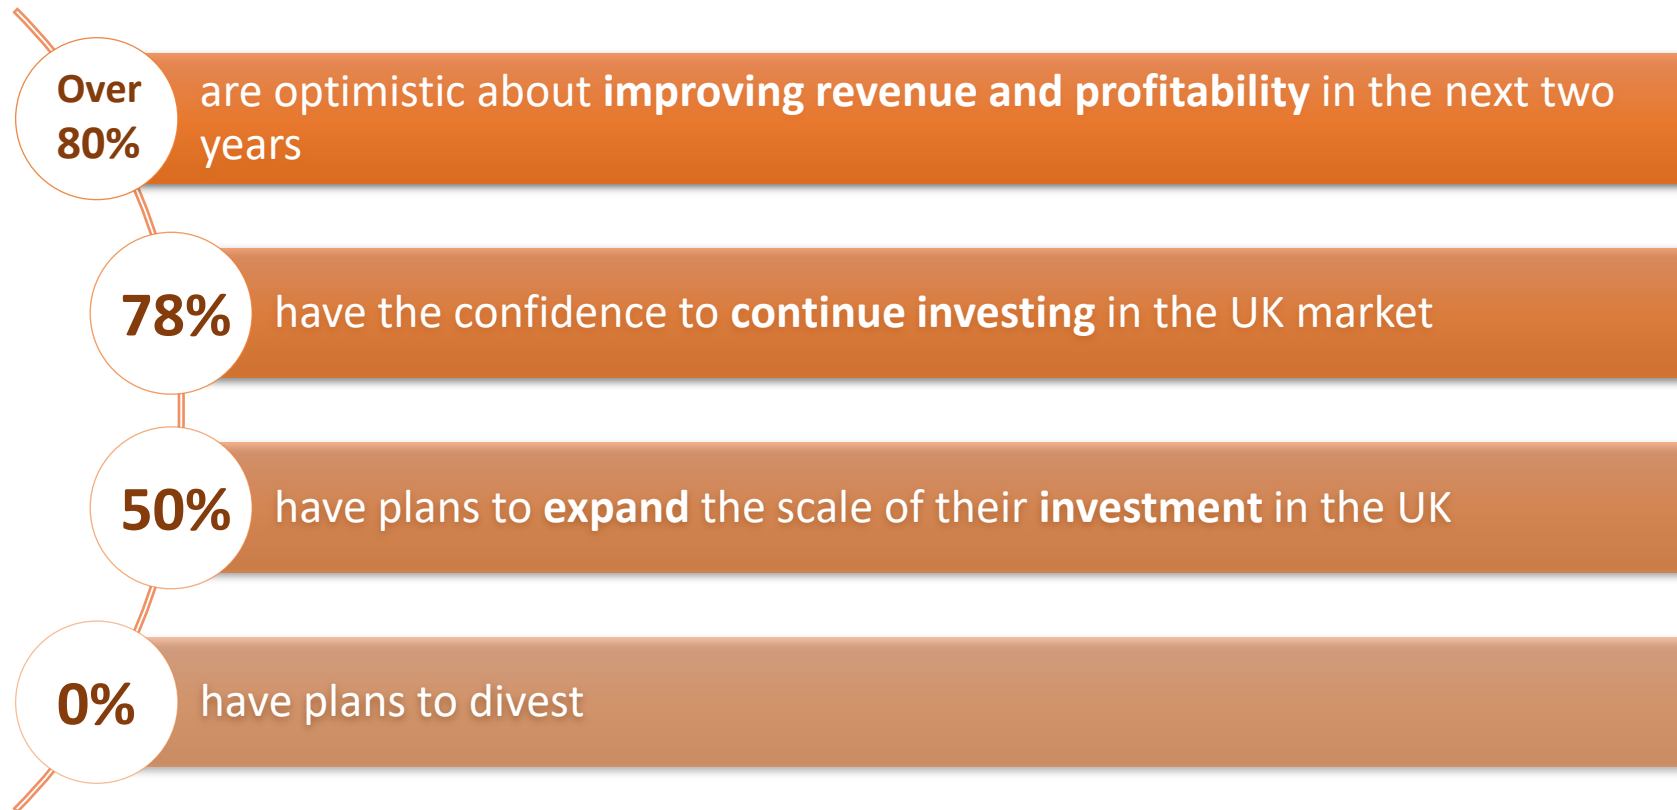 Over
80%
are optimistic about improving revenue and profitability in the next two
years
78%
have the confidence to continue investing in the UK market
50%
have plans to expand the scale of their investment in the UK
0%
have plans to divest